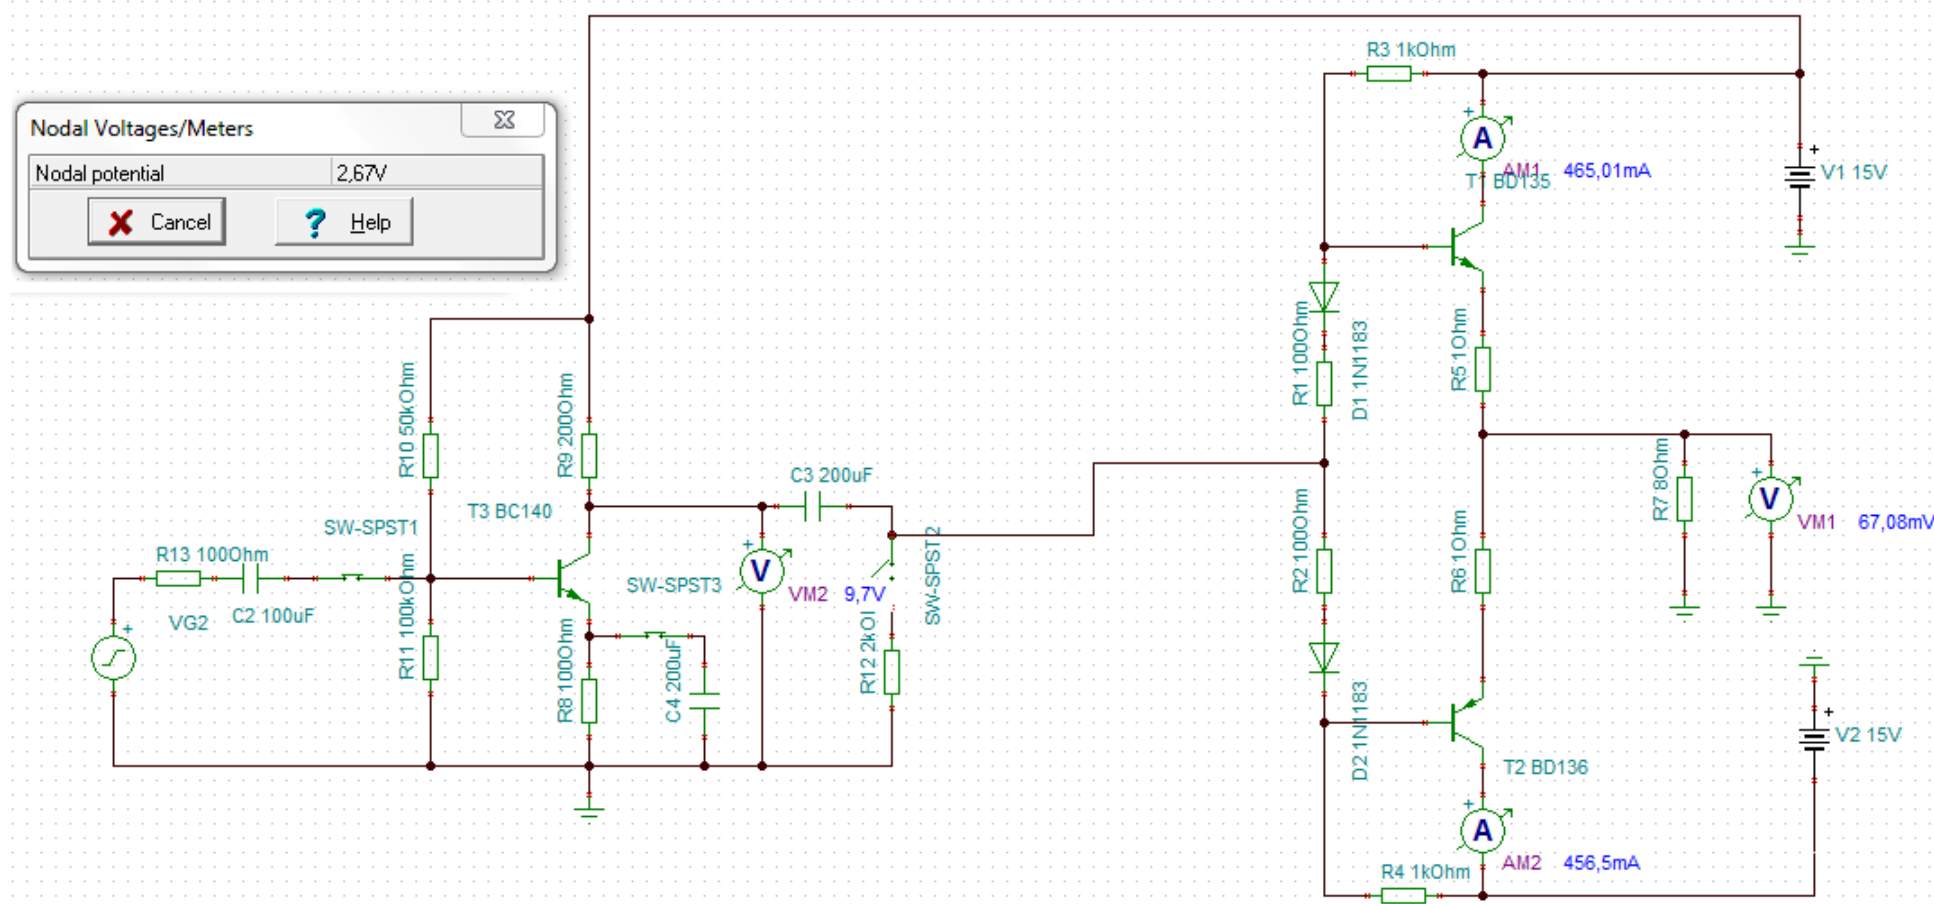 R3 1kOhm
Nodal Voltages/Meters
Nodal potential 2,67V
Cancel Help
A
AM1 465,01mA
T1 BD135
V1 15V
R1 100Ohm
D1 1N1183
R5 1Ohm
R10 50kOhm
R9 200Ohm
C3 200uF
T3 BC140
SW-SPST1
R7 8Ohm
V
VM1 67,08mV
R13 100Ohm
SW-SPST3
V
VM2 9,7V
SW-SPST2
R2 100Ohm
R6 1Ohm
VG2
C2 100uF
R11 100kOhm
R8 100Ohm
C4 200uF
R12 2kO
D2 1N1183
V2 15V
T2 BD136
A
AM2 456,5mA
R4 1kOhm